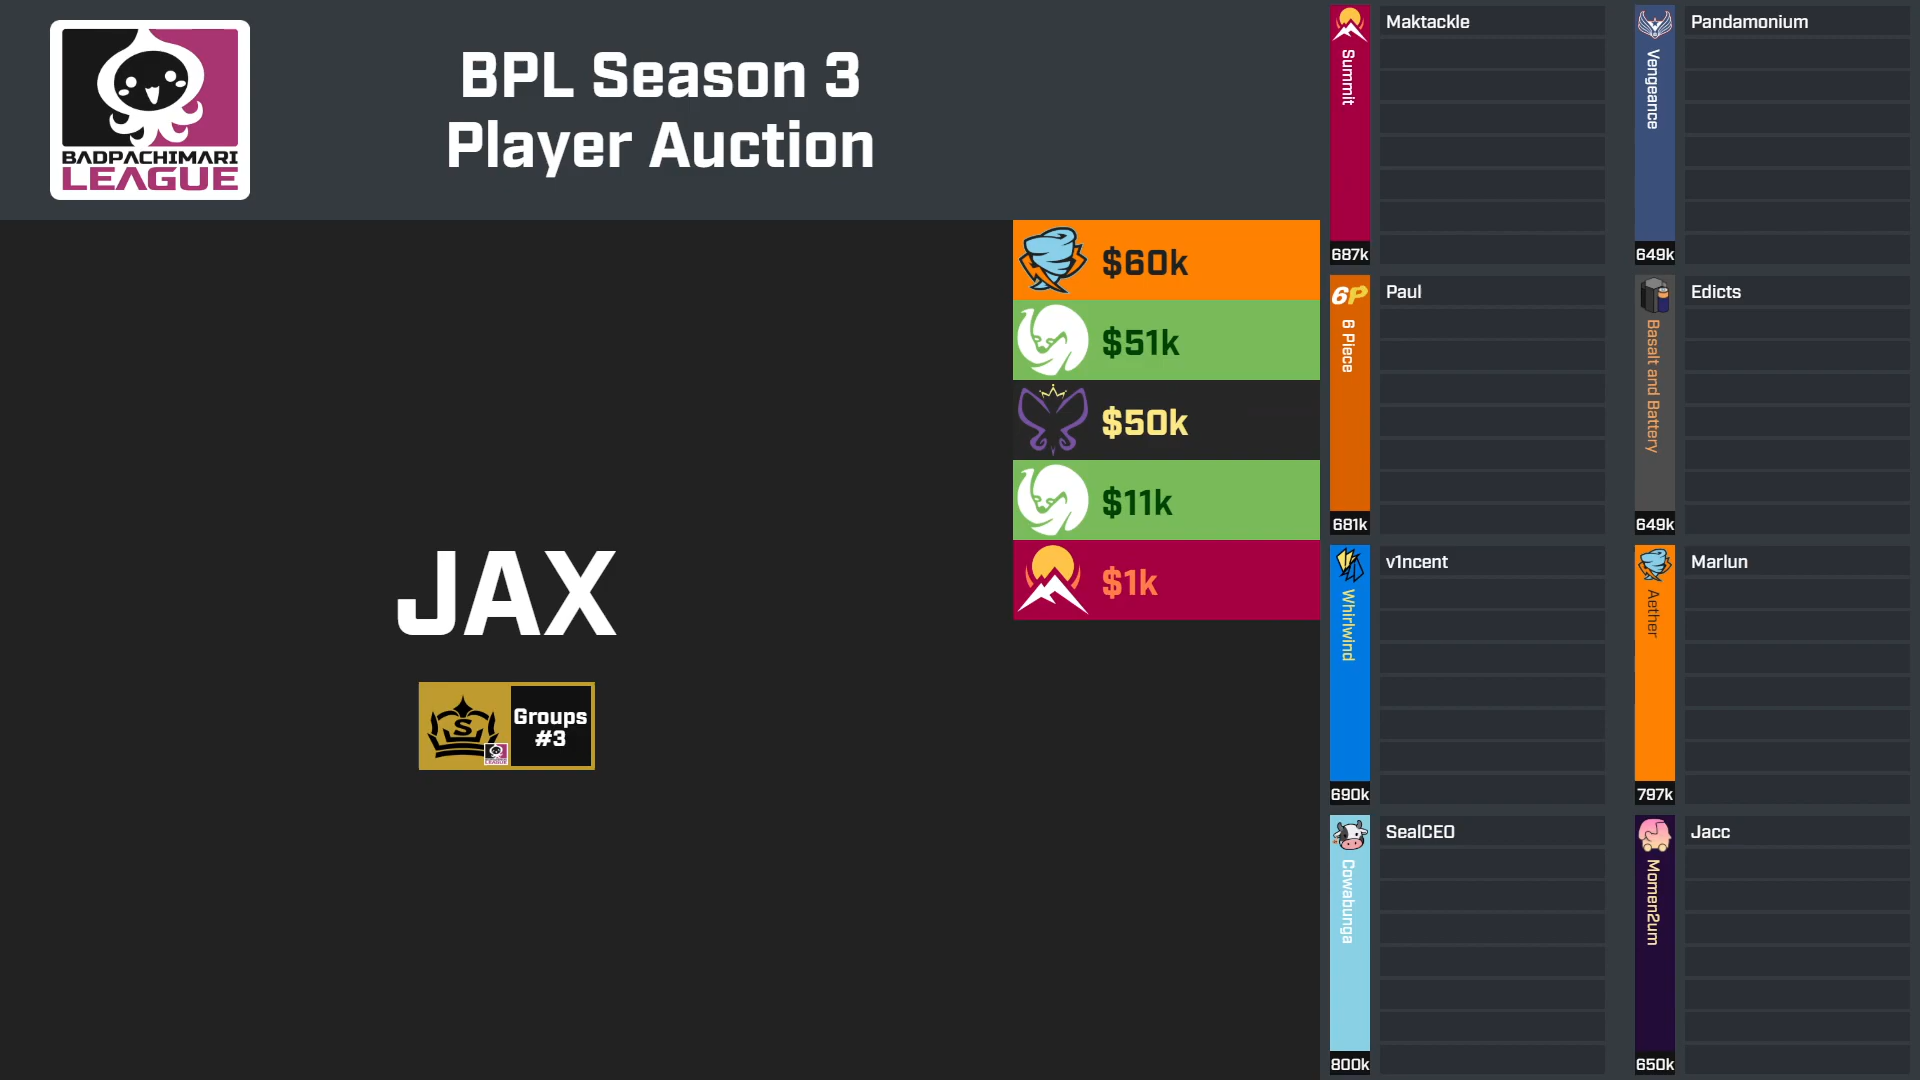 BADPACHIMARI
LEAGUE
BPL Season 3
Player Auction
JAX
S
Groups
#3
$60k
$51k
$50k
$11k
$1k
Summit
Maktackle
687k
Vengeance
Pandamonium
649k
6P
6 Piece
Paul
681k
Basalt and Battery
Edicts
649k
Whirlwind
v1ncent
690k
Aether
Marlun
797k
Cowabunga
SealCEO
800k
Momen2um
Jacc
650k